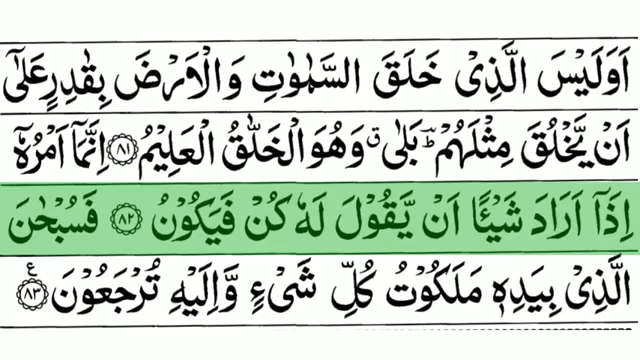 اَوَلَيْسَ الَّذِىْ خَلَقَ السَّمٰوٰتِ وَالْاَرْضَ بِقٰدِرٍ عَلٰٓى
اَنْ يَّخْلُقَ مِثْلَهُمْ ؕ بَلٰى ۗ وَهُوَ الْخَلّٰقُ الْعَلِيْمُ ﴿۸۱﴾ اِنَّمَاۤ اَمْرُهٗۤ
اِذَاۤ اَرَادَ شَيْـًٔا اَنْ يَّقُوْلَ لَهٗ كُنْ فَيَكُوْنُ ﴿۸۲﴾ فَسُبْحٰنَ
الَّذِىْ بِيَدِهٖ مَلَكُوْتُ كُلِّ شَىْءٍ وَّاِلَيْهِ تُرْجَعُوْنَ ﴿۸۳﴾ ع